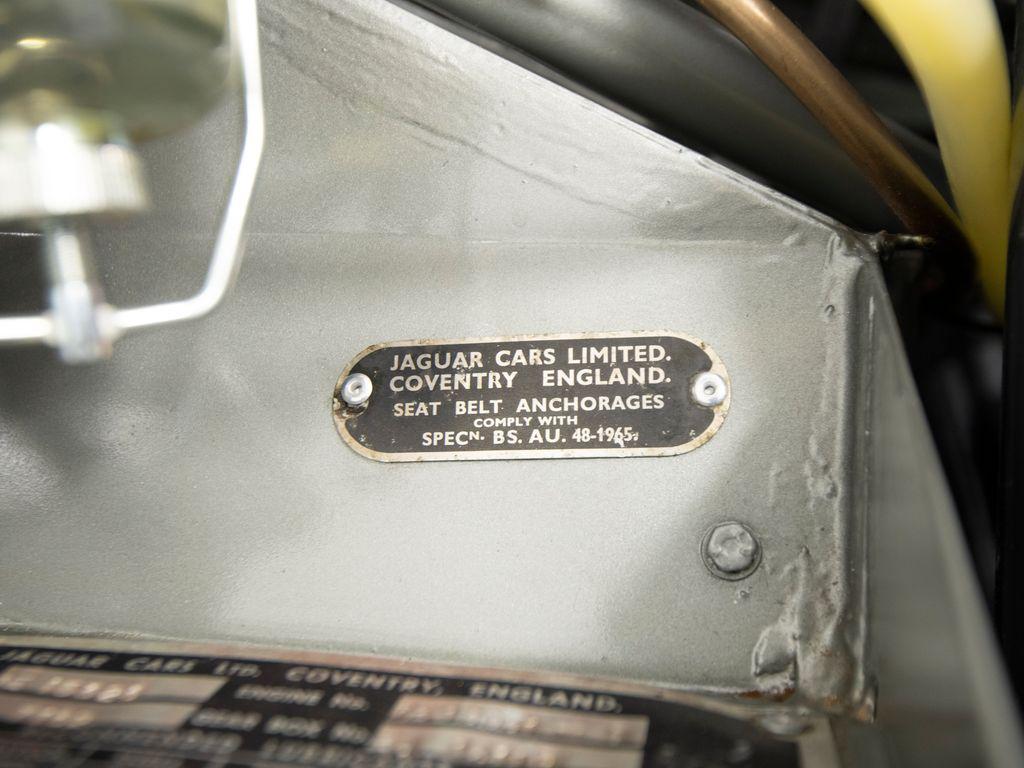 JAGUAR CARS LIMITED.
COVENTRY ENGLAND.
SEAT BELT ANCHORAGES
COMPLY WITH
SPECN. BS. AU. 48-1965.
JAGUAR CARS LTD. COVENTRY, ENGLAND,
ENGINE No.
GEAR BOX No.